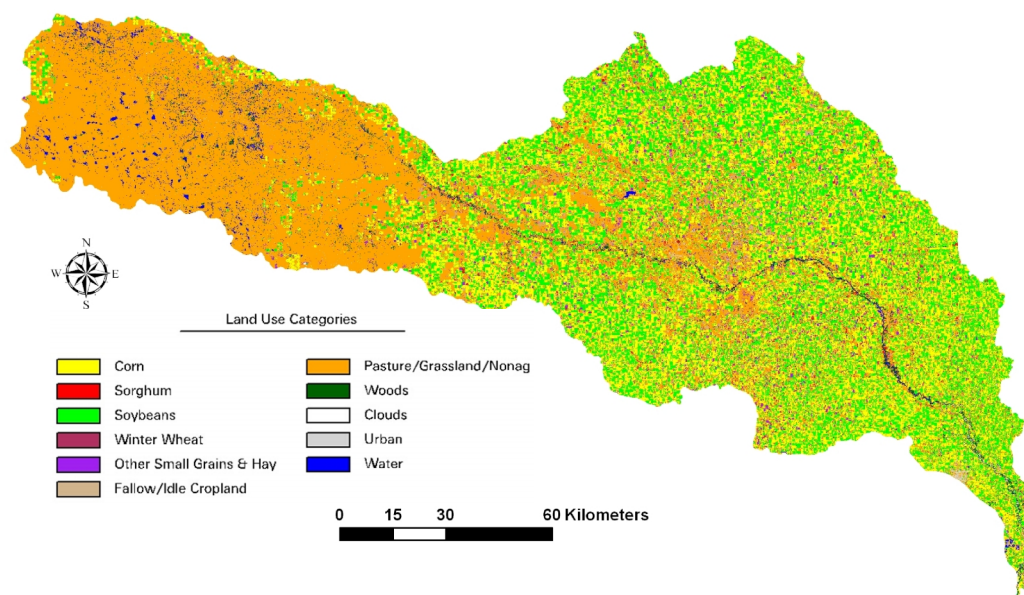 N
W E
S
Land Use Categories
Corn
Sorghum
Soybeans
Winter Wheat
Other Small Grains & Hay
Fallow/Idle Cropland
Pasture/Grassland/Nonag
Woods
Clouds
Urban
Water
0 15 30 60 Kilometers